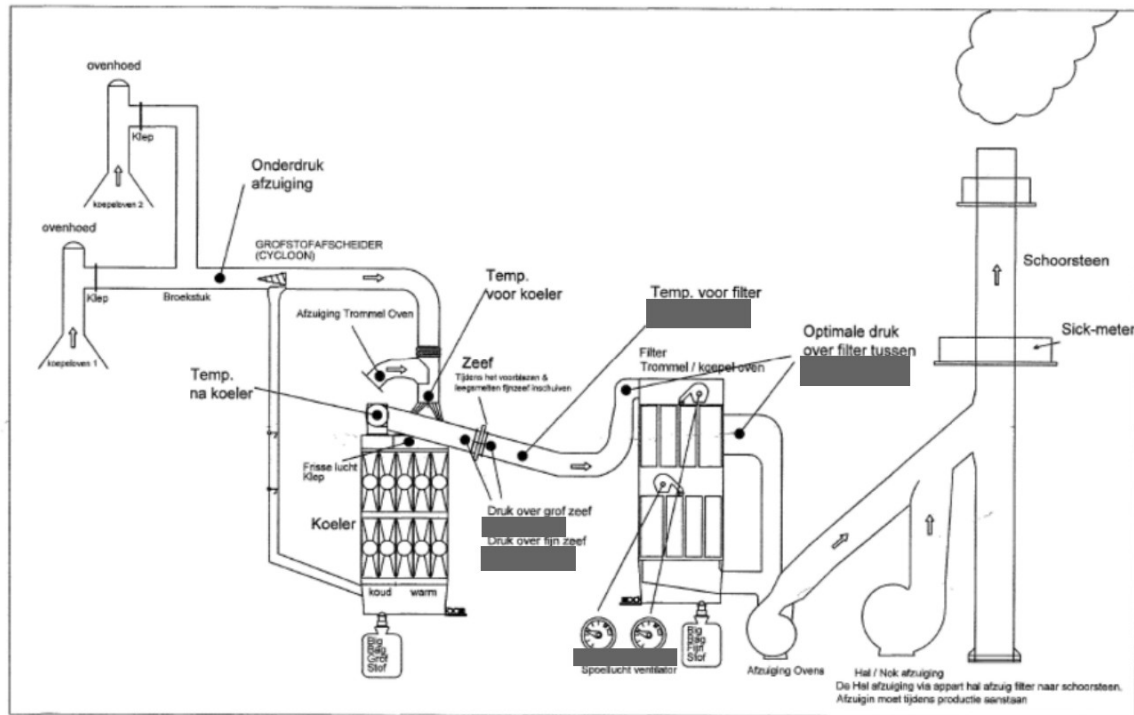 ovenhoed
Klep
koepeloven 2
Onderdruk
afzuiging
ovenhoed
GROFSTOFAFSCHEIDER
(CYCLOON)
Klep
Broekstuk
koepeloven 1
Temp.
voor koeler
Afzuiging Trommel Oven
Temp.
na koeler
Zeef
Tijdens het voorblazen &
leegsmelten fijnzeef inschuiven
Temp. voor filter
Filter
Trommel / koepel oven
Optimale druk
over filter tussen
Schoorsteen
Sick-meter
Frisse lucht
Klep
Koeler
Druk over grof zeef
Druk over fijn zeef
koud warm
Big
Bag
Grof
Stof
Spoellucht ventilator
Big
Bag
Fijn
Stof
Afzuiging Ovens
Hal / Nok afzuiging
De Hal afzuiging via appart hal afzuig filter naar schoorsteen.
Afzuigin moet tijdens productie aanstaan